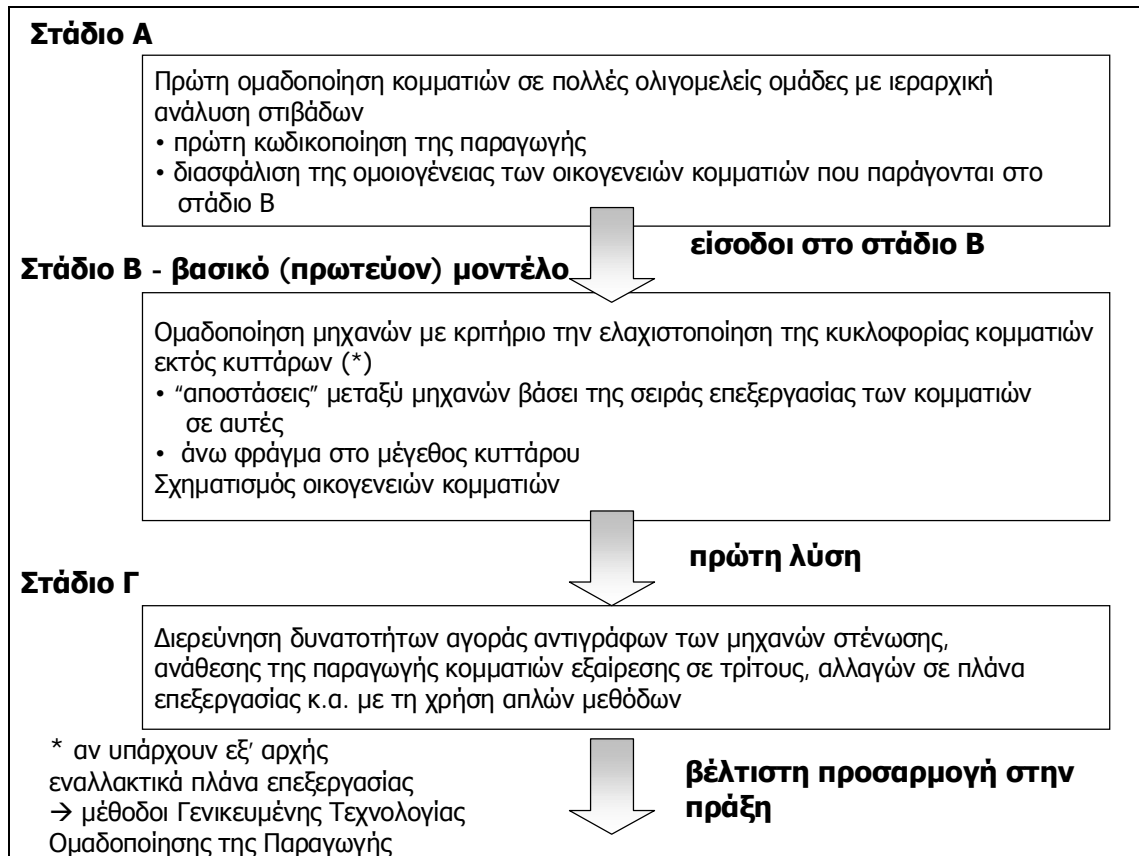 Στάδιο Α
Πρώτη ομαδοποίηση κομματιών σε πολλές ολιγομελείς ομάδες με ιεραρχική
ανάλυση στιβάδων
• πρώτη κωδικοποίηση της παραγωγής
• διασφάλιση της ομοιογένειας των οικογενειών κομματιών που παράγονται στο
στάδιο Β
είσοδοι στο στάδιο Β
Στάδιο Β - βασικό (πρωτεύον) μοντέλο
Ομαδοποίηση μηχανών με κριτήριο την ελαχιστοποίηση της κυκλοφορίας κομματιών
εκτός κυττάρων (*)
• “αποστάσεις” μεταξύ μηχανών βάσει της σειράς επεξεργασίας των κομματιών
σε αυτές
• άνω φράγμα στο μέγεθος κυττάρου
Σχηματισμός οικογενειών κομματιών
πρώτη λύση
Στάδιο Γ
Διερεύνηση δυνατοτήτων αγοράς αντιγράφων των μηχανών στένωσης,
ανάθεσης της παραγωγής κομματιών εξαίρεσης σε τρίτους, αλλαγών σε πλάνα
επεξεργασίας κ.α. με τη χρήση απλών μεθόδων
* αν υπάρχουν εξ’ αρχής
εναλλακτικά πλάνα επεξεργασίας
→ μέθοδοι Γενικευμένης Τεχνολογίας
Ομαδοποίησης της Παραγωγής
βέλτιστη προσαρμογή στην
πράξη